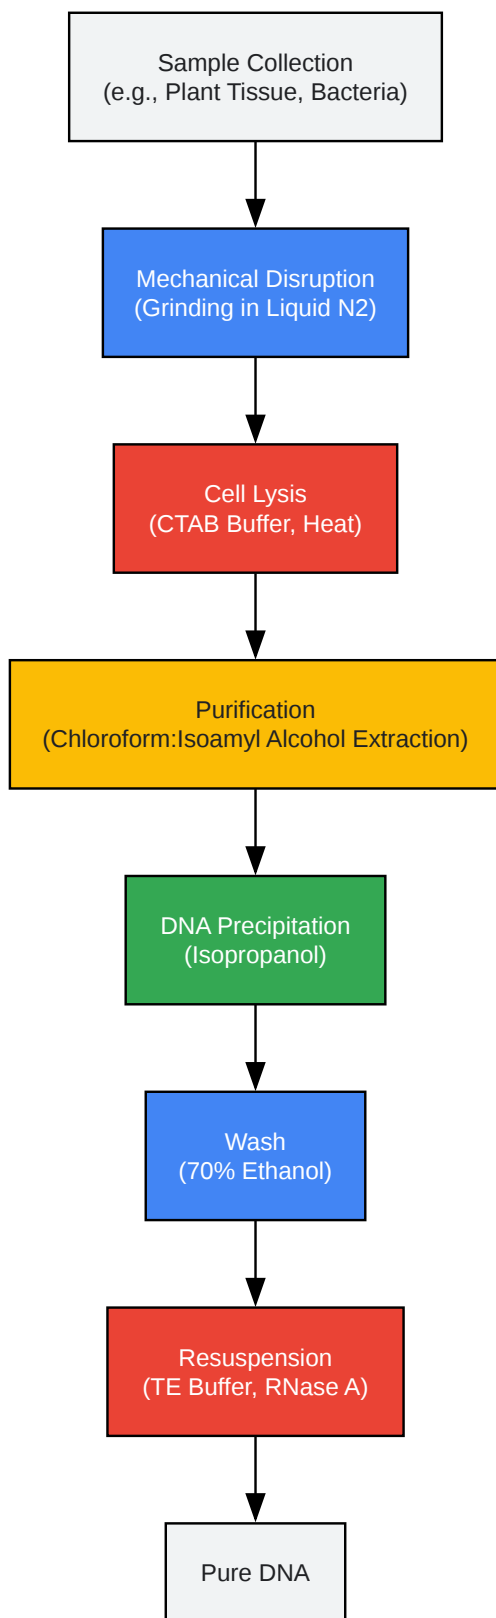 Sample Collection
(e.g., Plant Tissue, Bacteria)
Mechanical Disruption
(Grinding in Liquid N2)
Cell Lysis
(CTAB Buffer, Heat)
Purification
(Chloroform:Isoamyl Alcohol Extraction)
DNA Precipitation
(Isopropanol)
Wash
(70% Ethanol)
Resuspension
(TE Buffer, RNase A)
Pure DNA